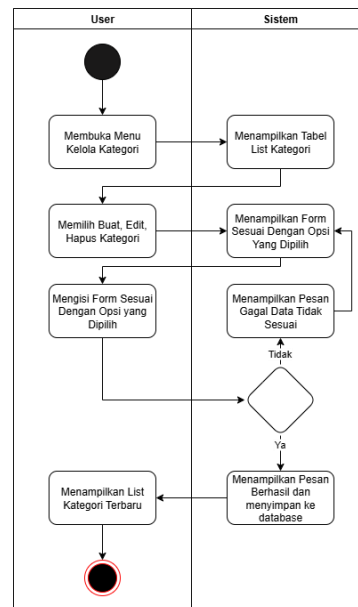 User
Sistem
Membuka Menu
Kelola Kategori
Menampilkan Tabel
List Kategori
Memilih Buat, Edit,
Hapus Kategori
Menampilkan Form
Sesuai Dengan Opsi
Yang Dipilih
Mengisi Form Sesuai
Dengan Opsi yang
Dipilih
Menampilkan Pesan
Gagal Data Tidak
Sesuai
Tidak
Ya
Menampilkan List
Kategori Terbaru
Menampilkan Pesan
Berhasil dan
menyimpan ke
database